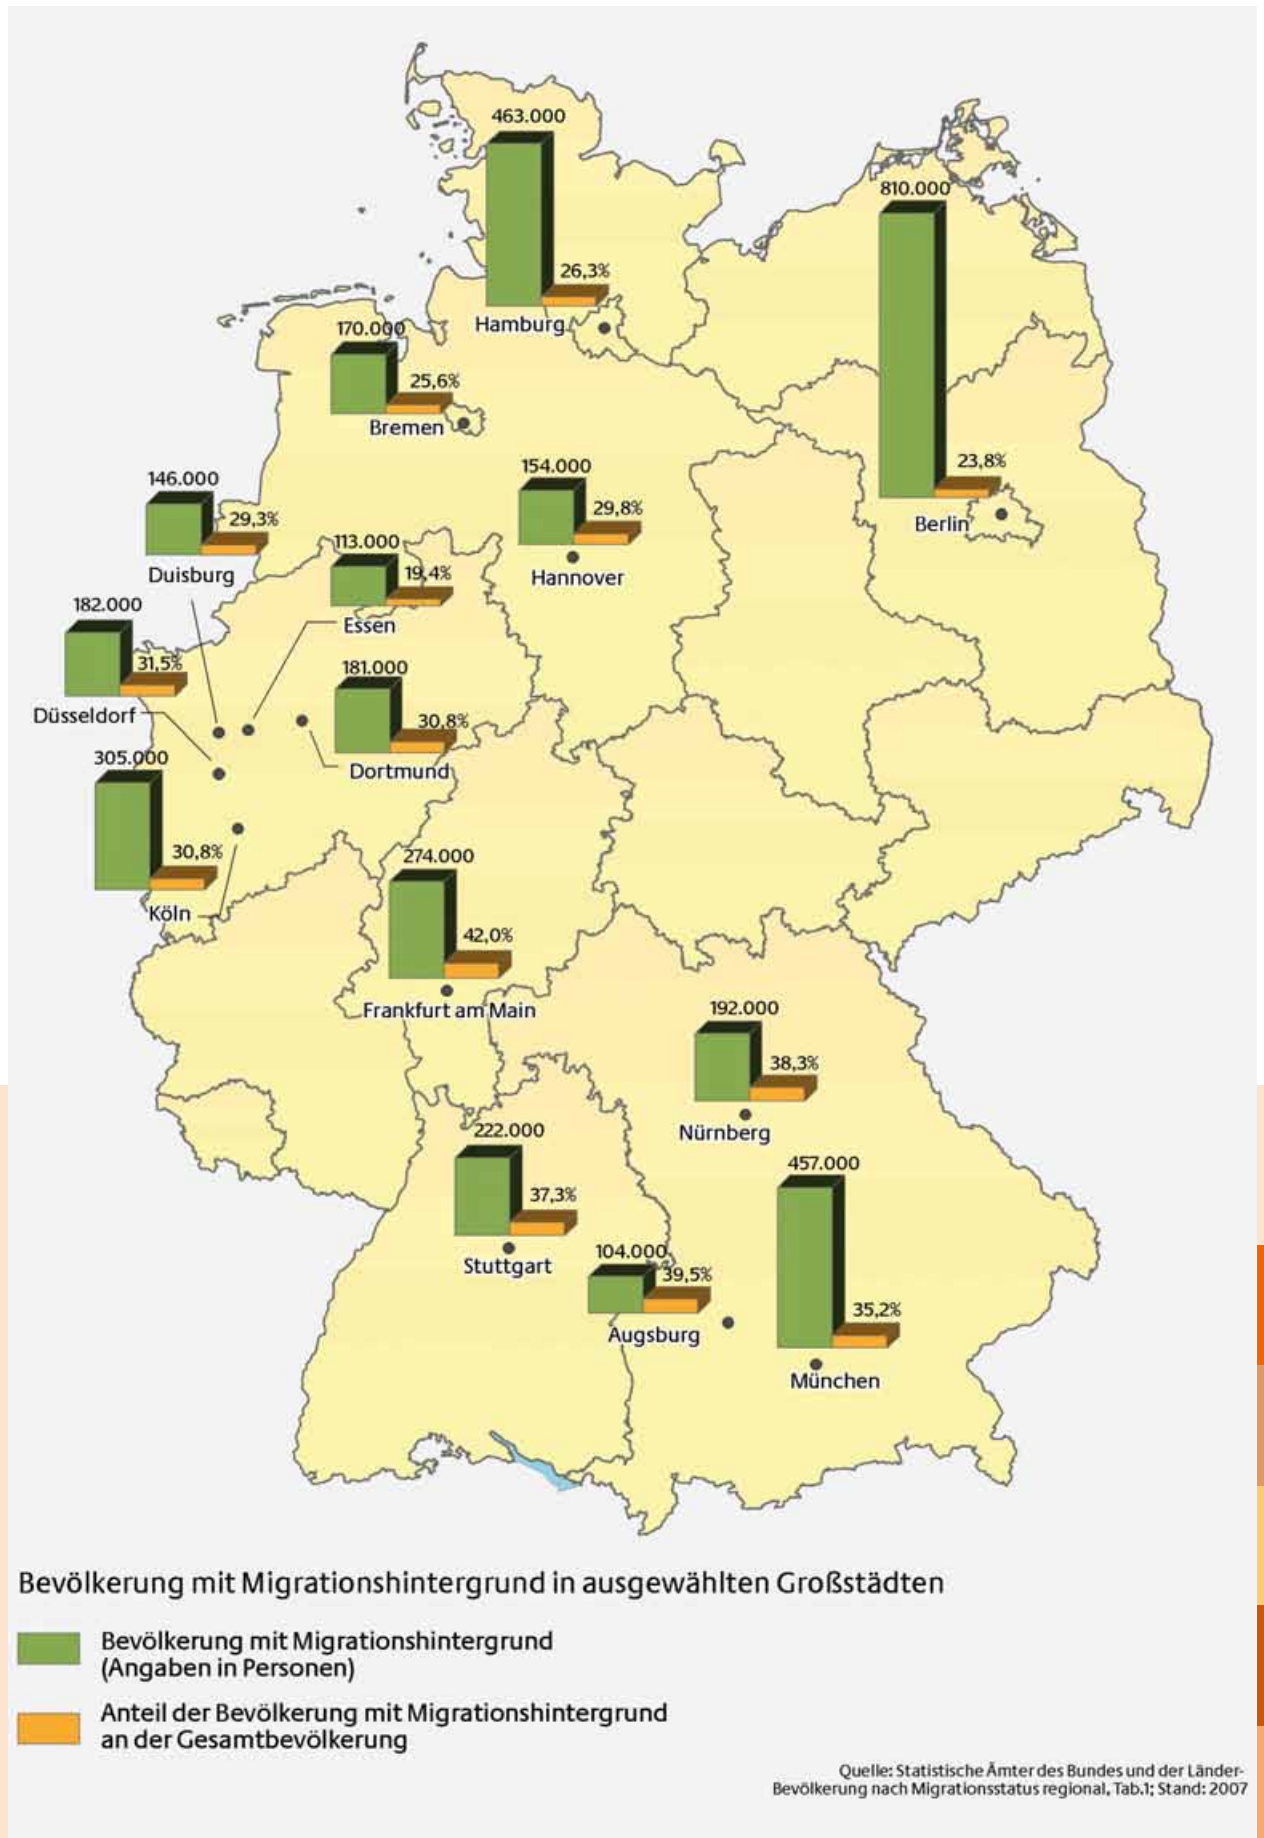 463.000
26,3%
Hamburg
810.000
23,8%
Berlin
170.000
25,6%
Bremen
154.000
29,8%
Hannover
146.000
29,3%
Duisburg
113.000
19,4%
Essen
182.000
31,5%
Düsseldorf
181.000
30,8%
Dortmund
305.000
30,8%
Köln
274.000
42,0%
Frankfurt am Main
192.000
38,3%
Nürnberg
222.000
37,3%
Stuttgart
104.000
39,5%
Augsburg
457.000
35,2%
München
Bevölkerung mit Migrationshintergrund in ausgewählten Großstädten
Bevölkerung mit Migrationshintergrund
(Angaben in Personen)
Anteil der Bevölkerung mit Migrationshintergrund
an der Gesamtbevölkerung
Quelle: Statistische Ämter des Bundes und der Länder-
Bevölkerung nach Migrationsstatus regional, Tab.1; Stand: 2007